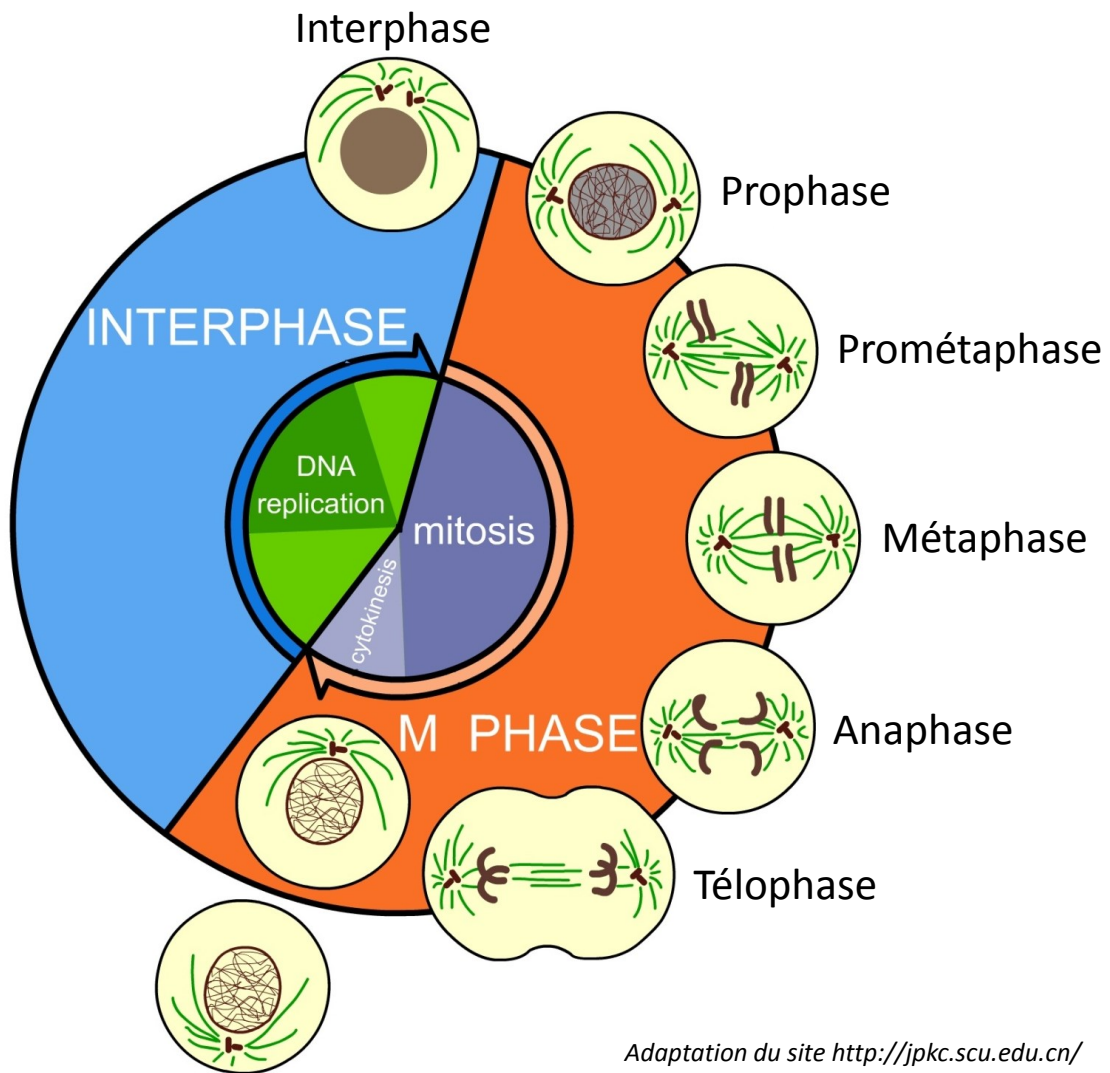 Interphase
Prophase
INTERPHASE
Prométaphase
DNA
replication
mitosis
Métaphase
cytokinesis
M PHASE
Anaphase
Télophase
Adaptation du site http://jpkc.scu.edu.cn/